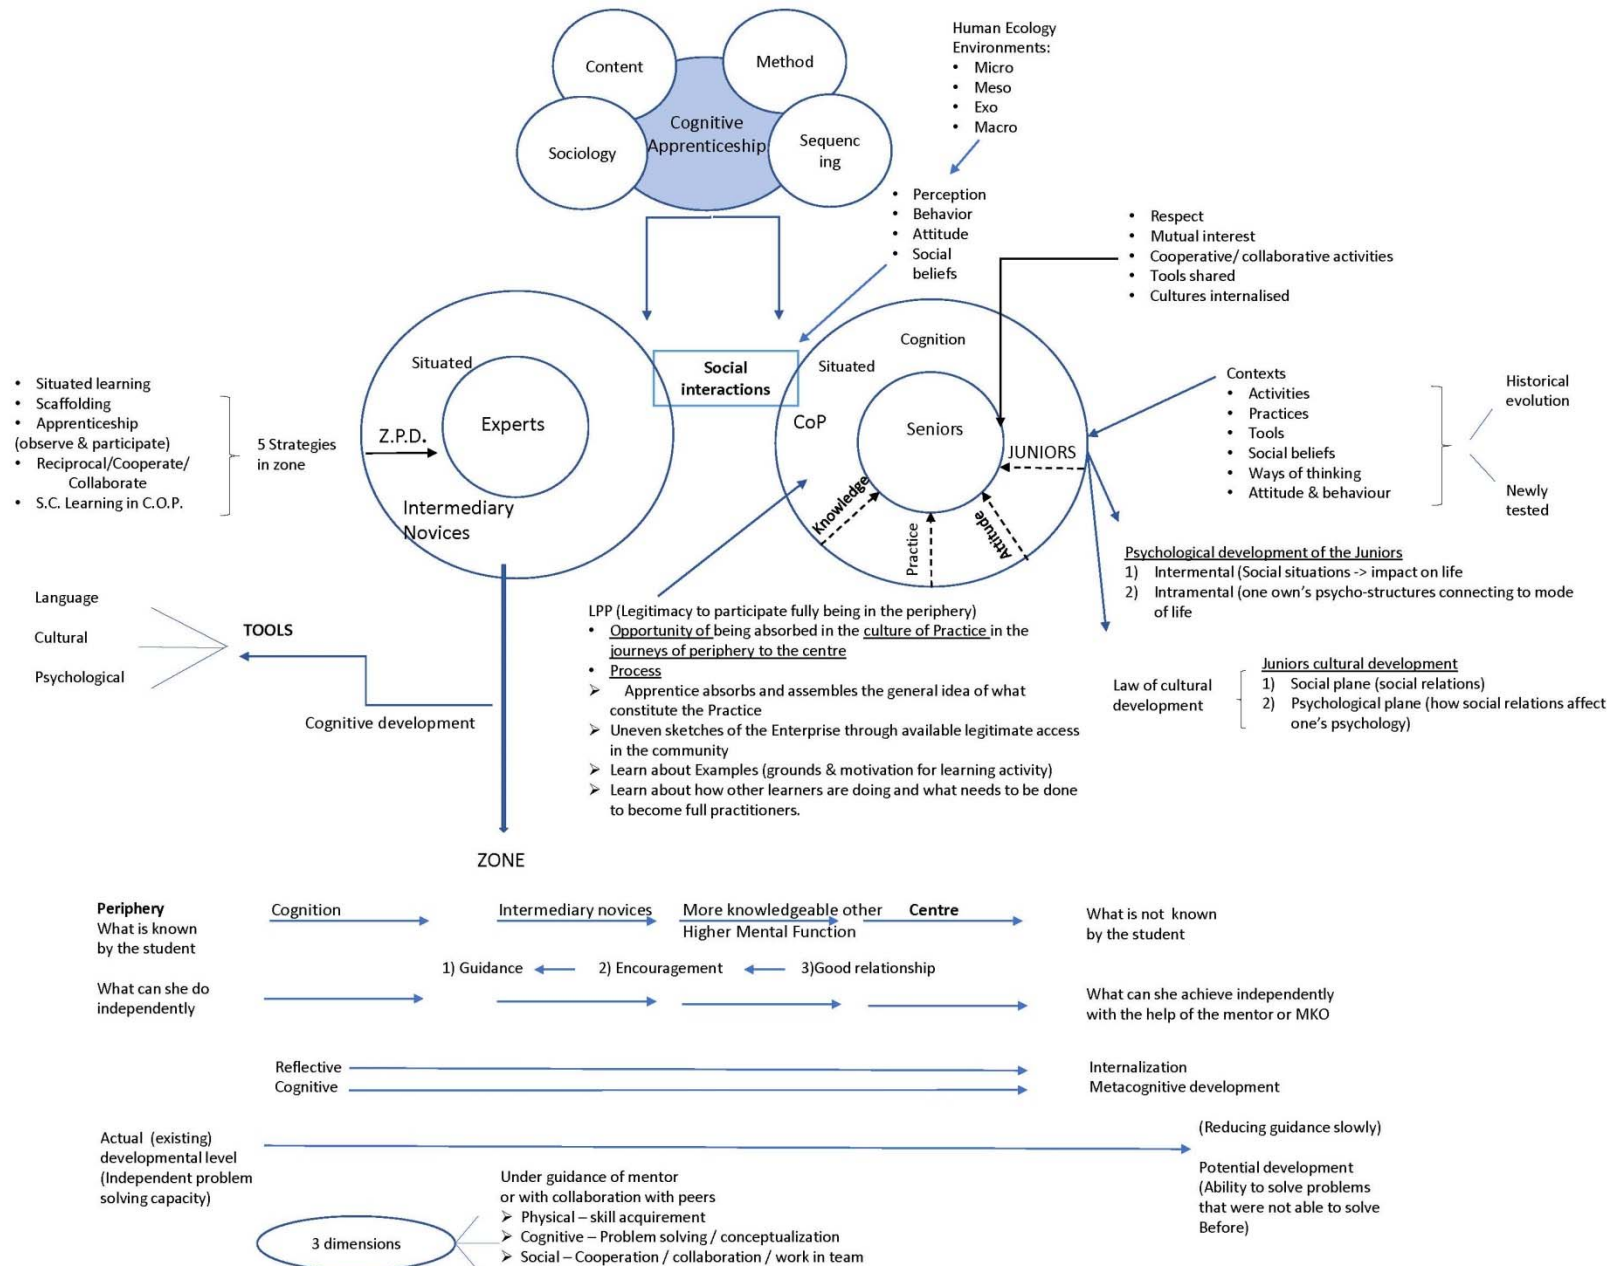 Content
Method
Cognitive
Apprenticeship
Sociology
Sequenc
ing
Human Ecology
Environments:
• Micro
• Meso
• Exo
• Macro
• Perception
• Behavior
• Attitude
• Social
beliefs
• Respect
• Mutual interest
• Cooperative/ collaborative activities
• Tools shared
• Cultures internalised
• Situated learning
• Scaffolding
• Apprenticeship
(observe & participate)
• Reciprocal/Cooperate/
Collaborate
• S.C. Learning in C.O.P.
5 Strategies
in zone
Situated
Experts
Z.P.D.
Intermediary
Novices
Social
interactions
Cognition
Situated
CoP
Seniors
JUNIORS
Knowledge
Practice
Attitude
Contexts
• Activities
• Practices
• Tools
• Social beliefs
• Ways of thinking
• Attitude & behaviour
Historical
evolution
Newly
tested
Psychological development of the Juniors
1) Intermental (Social situations -> impact on life
2) Intramental (one own's psycho-structures connecting to mode
of life
Law of cultural
development
Juniors cultural development
1) Social plane (social relations)
2) Psychological plane (how social relations affect
one's psychology)
Language
Cultural
Psychological
TOOLS
Cognitive development
LPP (Legitimacy to participate fully being in the periphery)
• Opportunity of being absorbed in the culture of Practice in the
journeys of periphery to the centre
• Process
➢ Apprentice absorbs and assembles the general idea of what
constitute the Practice
➢ Uneven sketches of the Enterprise through available legitimate access
in the community
➢ Learn about Examples (grounds & motivation for learning activity)
➢ Learn about how other learners are doing and what needs to be done
to become full practitioners.
ZONE
Periphery
What is known
by the student
Cognition
Intermediary novices
More knowledgeable other
Higher Mental Function
Centre
What is not known
by the student
1) Guidance
2) Encouragement
3)Good relationship
What can she do
independently
What can she achieve independently
with the help of the mentor or MKO
Reflective
Cognitive
Internalization
Metacognitive development
Actual (existing)
developmental level
(Independent problem
solving capacity)
(Reducing guidance slowly)
Potential development
(Ability to solve problems
that were not able to solve
Before)
3 dimensions
Under guidance of mentor
or with collaboration with peers
➢ Physical – skill acquirement
➢ Cognitive – Problem solving / conceptualization
➢ Social – Cooperation / collaboration / work in team